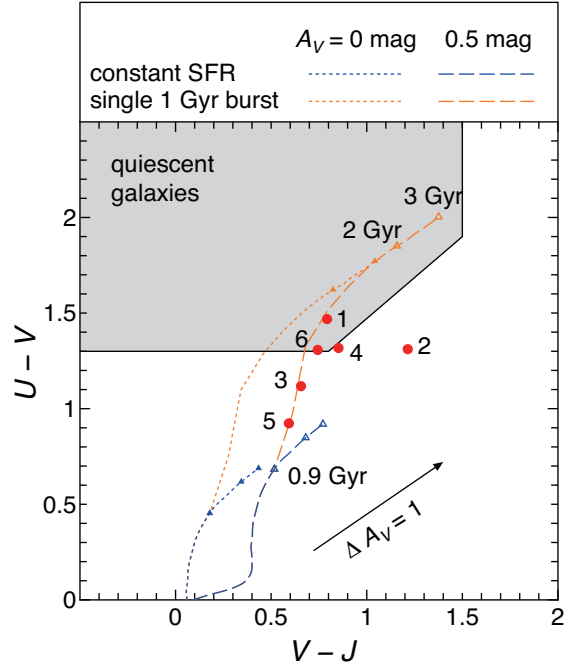 A_V = 0 mag 0.5 mag
constant SFR
single 1 Gyr burst
quiescent
galaxies
3 Gyr
2 Gyr
1
6
4
2
3
5
0.9 Gyr
Δ A_V = 1
2
1.5
1
0.5
0
U − V
0 0.5 1 1.5 2
V − J